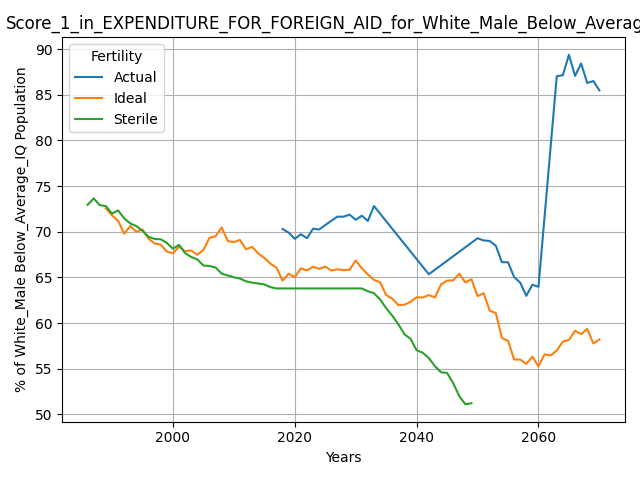 Score_1_in_EXPENDITURE_FOR_FOREIGN_AID_for_White_Male_Below_Averag
90
85
80
75
70
65
60
55
50
% of White_Male Below_Average_IQ Population
Fertility
Actual
Ideal
Sterile
2000
2020
2040
2060
Years